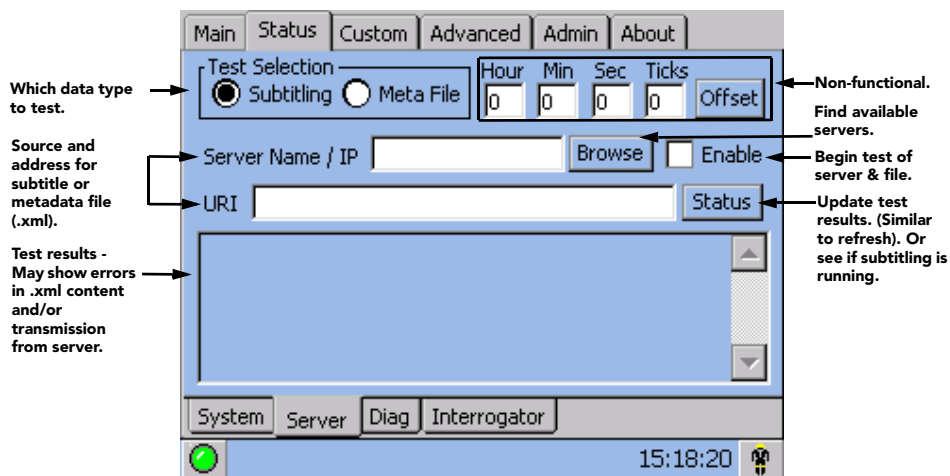 Main Status Custom Advanced Admin About
Test Selection
Subtitling Meta File
Hour Min Sec Ticks
0 0 0 0 Offset
Server Name / IP Browse Enable
URI Status
System Server Diag Interrogator
15:18:20
Which data type
to test.
Source and
address for
subtitle or
metadata file
(.xml).
Test results -
May show errors
in .xml content
and/or
transmission
from server.
Non-functional.
Find available
servers.
Begin test of
server & file.
Update test
results. (Similar
to refresh). Or
see if subtitling is
running.